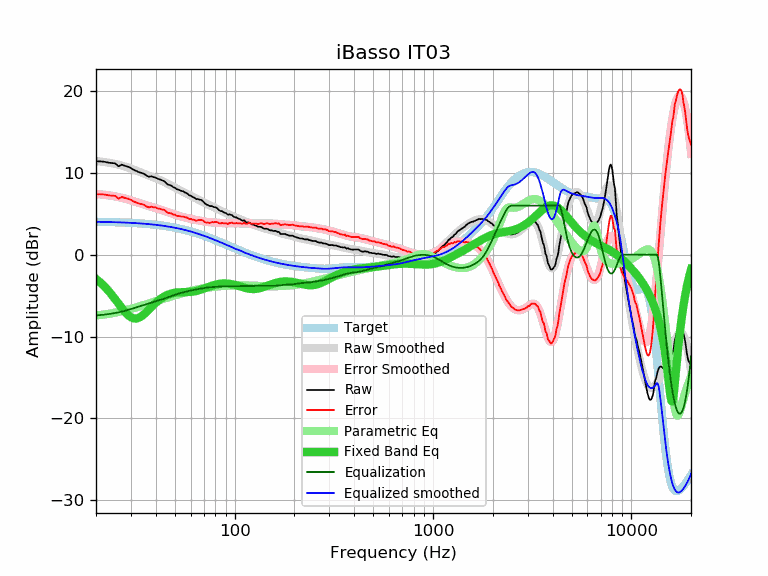 iBasso IT03
Amplitude (dBr)
20
10
0
−10
−20
−30
Target
Raw Smoothed
Error Smoothed
Raw
Error
Parametric Eq
Fixed Band Eq
Equalization
Equalized smoothed
100
1000
10000
Frequency (Hz)